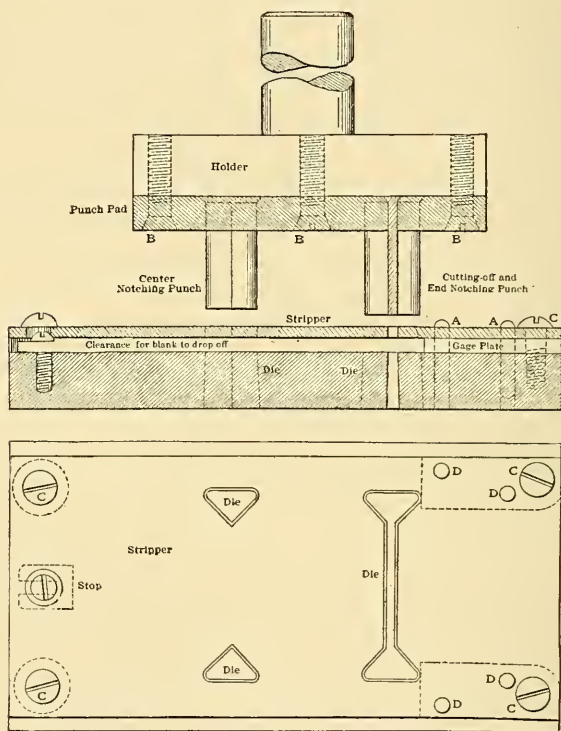 Holder
Punch Pad
B
B
B
Center
Notching Punch
Cutting-off and
End Notching Punch
Stripper
A
A
C
Clearance for blank to drop off
Gage Plate
Die
Die
C
Die
D
C
D
Stripper
Stop
Die
C
Die
D
D
C